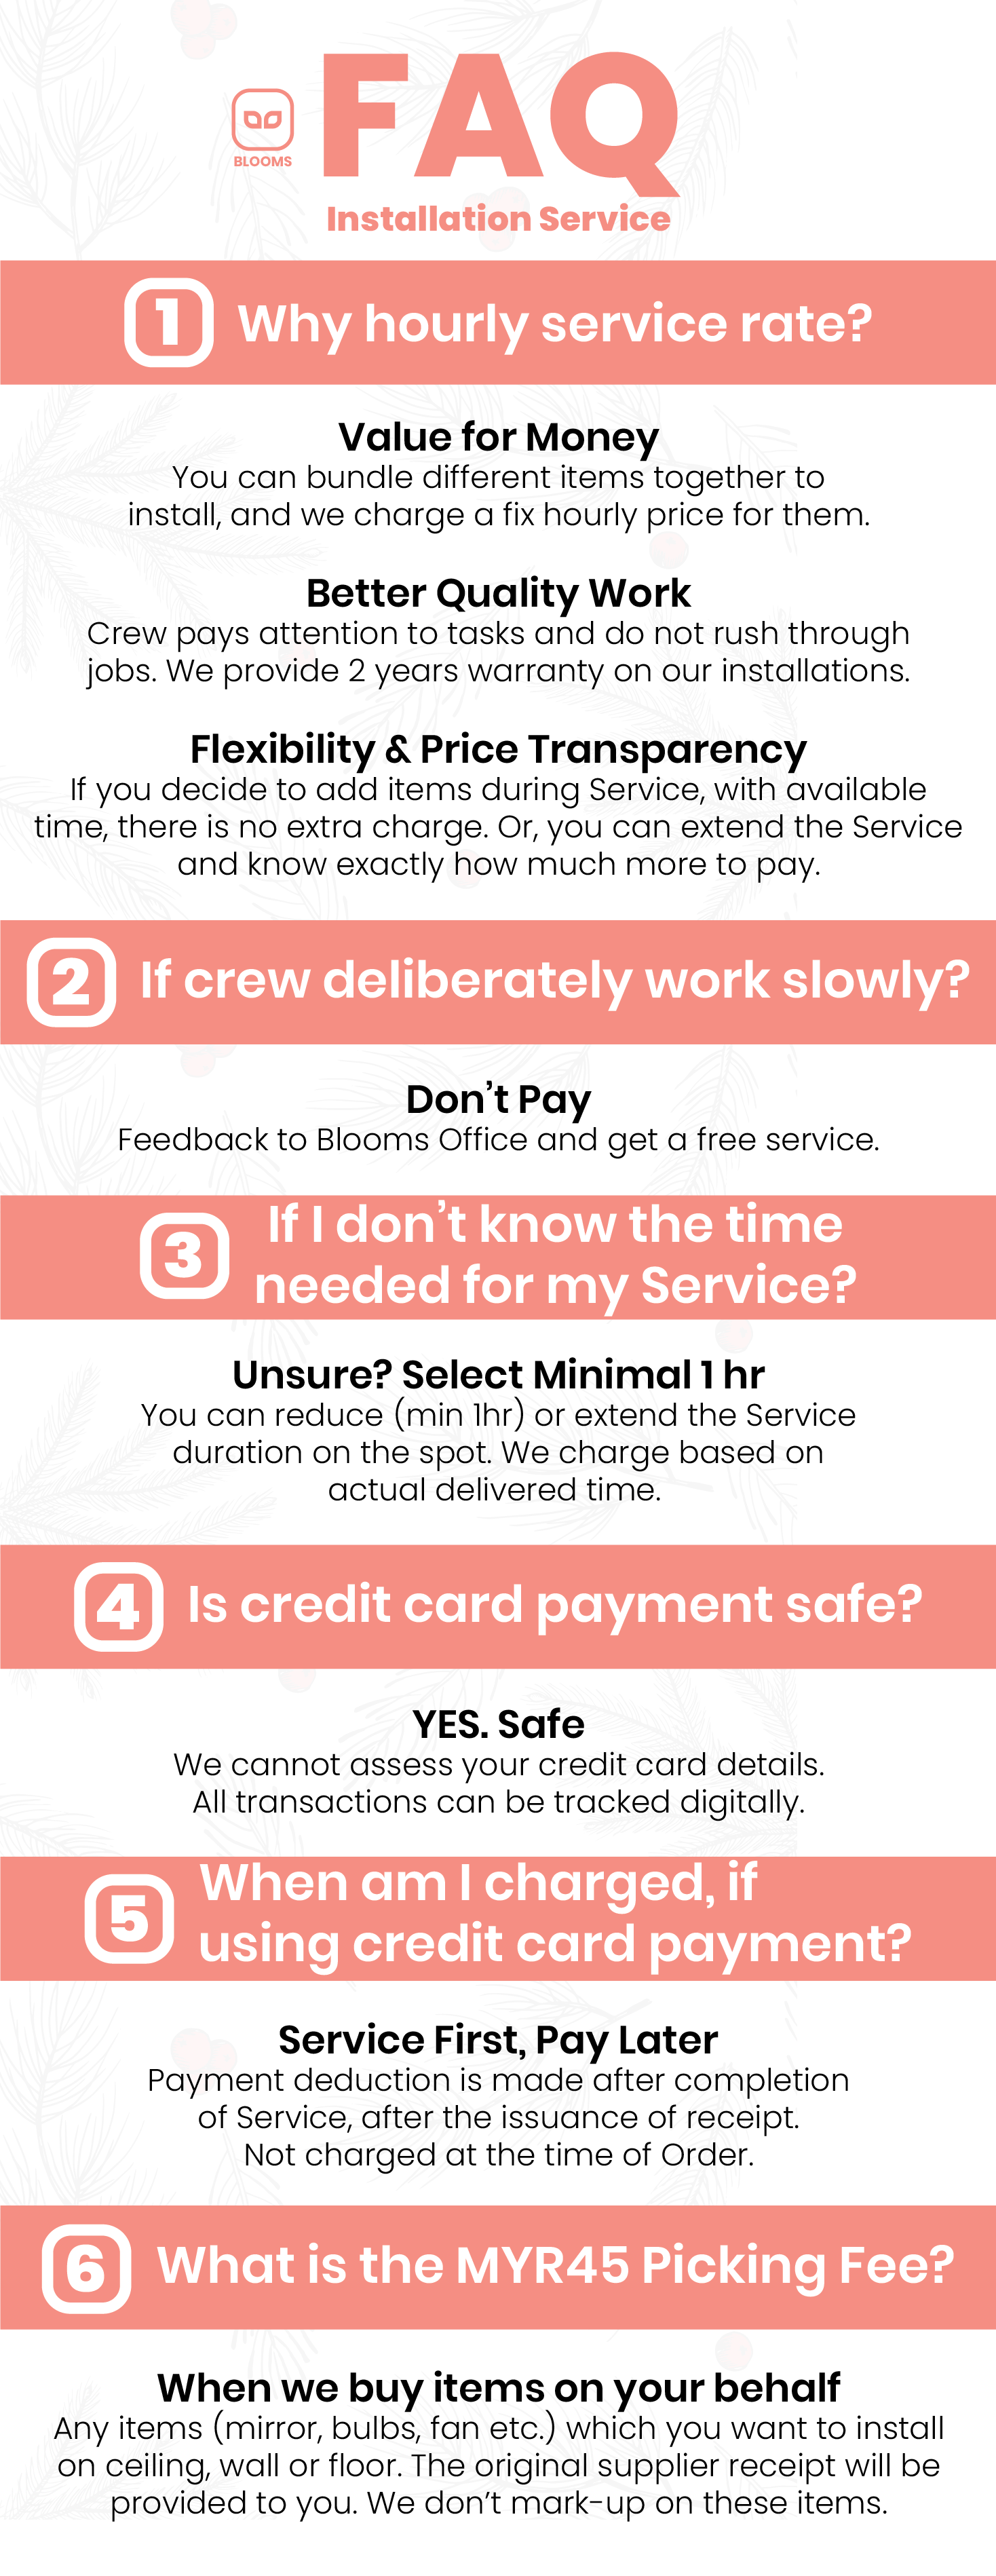 FAQ
BLOOMS
Installation Service
1 Why hourly service rate?
Value for Money
You can bundle different items together to
install, and we charge a fix hourly price for them.
Better Quality Work
Crew pays attention to tasks and do not rush through
jobs. We provide 2 years warranty on our installations.
Flexibility & Price Transparency
If you decide to add items during Service, with available
time, there is no extra charge. Or, you can extend the Service
and know exactly how much more to pay.
2 If crew deliberately work slowly?
Don’t Pay
Feedback to Blooms Office and get a free service.
3 If I don’t know the time
needed for my Service?
Unsure? Select Minimal 1 hr
You can reduce (min 1hr) or extend the Service
duration on the spot. We charge based on
actual delivered time.
4 Is credit card payment safe?
YES. Safe
We cannot assess your credit card details.
All transactions can be tracked digitally.
5 When am I charged, if
using credit card payment?
Service First, Pay Later
Payment deduction is made after completion
of Service, after the issuance of receipt.
Not charged at the time of Order.
6 What is the MYR45 Picking Fee?
When we buy items on your behalf
Any items (mirror, bulbs, fan etc.) which you want to install
on ceiling, wall or floor. The original supplier receipt will be
provided to you. We don’t mark-up on these items.